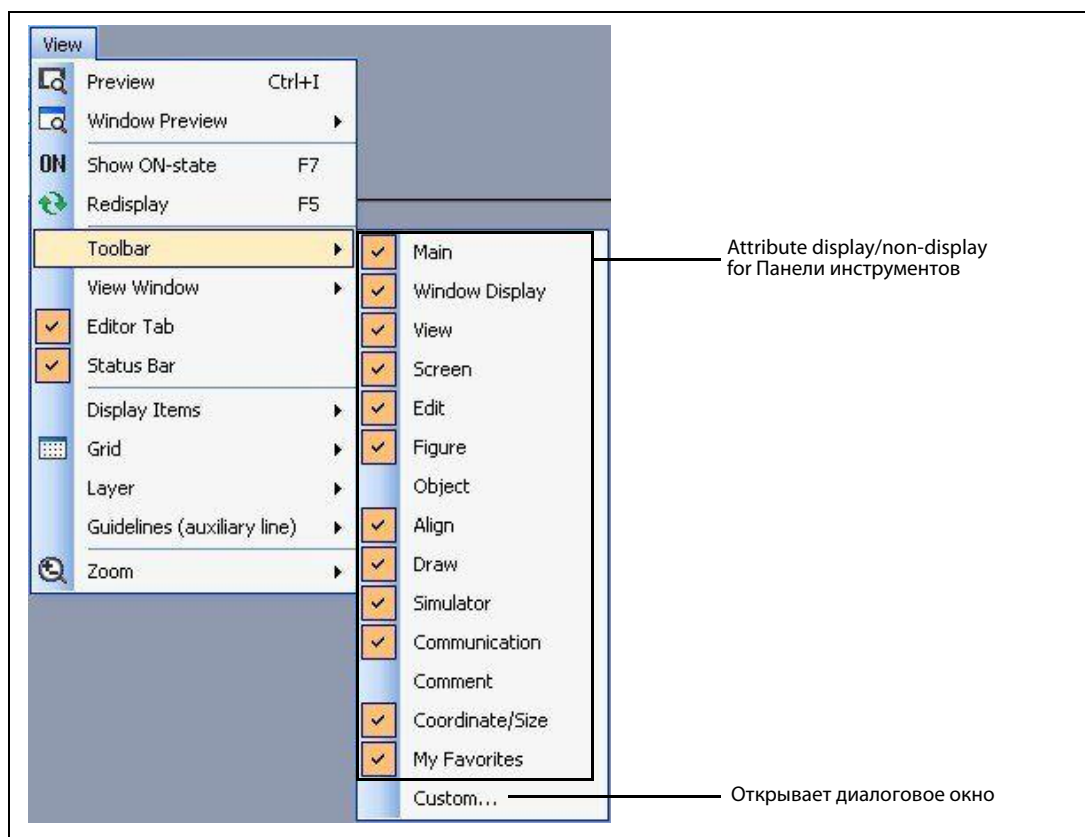 View
Preview Ctrl+I
Window Preview
ON Show ON-state F7
Redisplay F5
Toolbar
View Window
Editor Tab
Status Bar
Display Items
Grid
Layer
Guidelines (auxiliary line)
Zoom
Main
Window Display
View
Screen
Edit
Figure
Object
Align
Draw
Simulator
Communication
Comment
Coordinate/Size
My Favorites
Custom...
Attribute display/non-display
for Панели инструментов
Открывает диалоговое окно